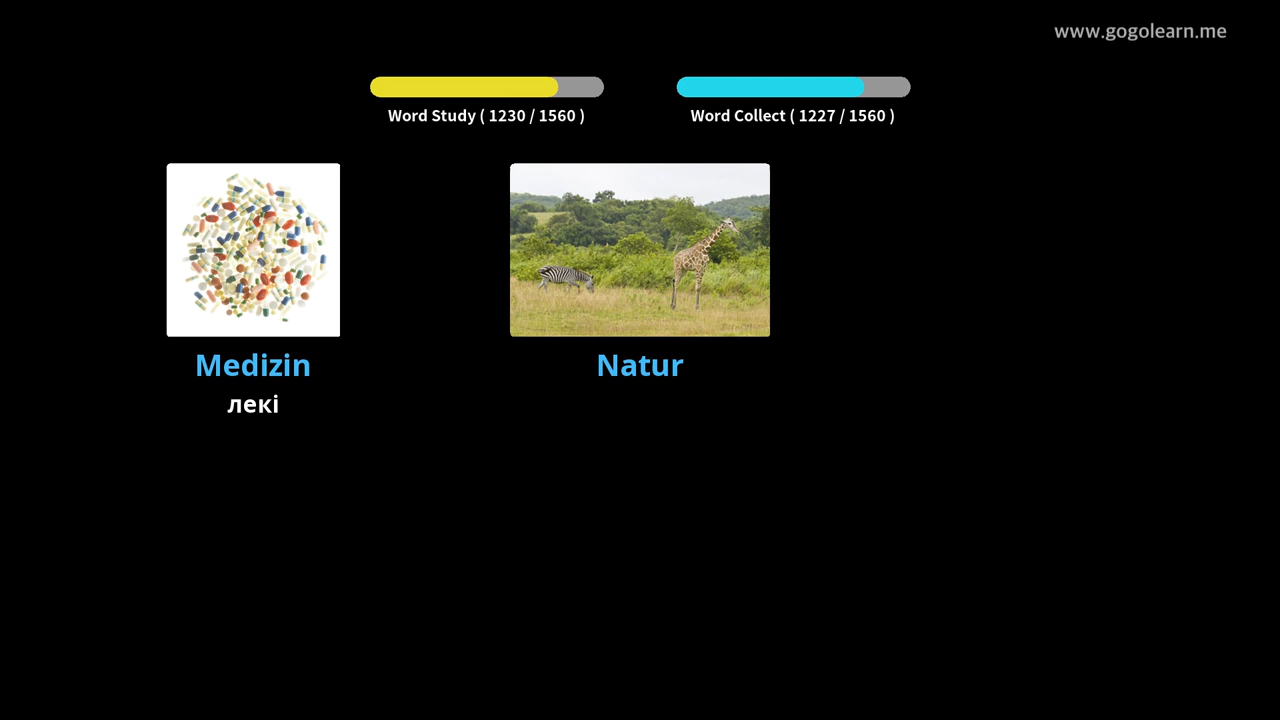 www.gogolearn.me
Word Study ( 1230 / 1560 )
Word Collect ( 1227 / 1560 )
Medizin
лекі
Natur